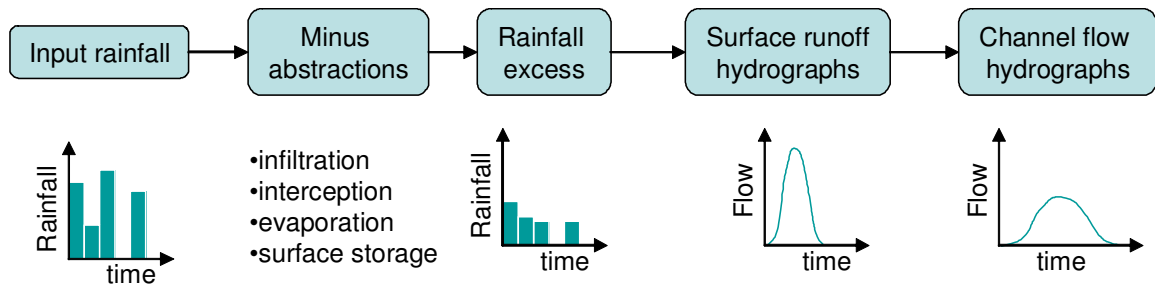 Input rainfall
Minus
abstractions
Rainfall
excess
Surface runoff
hydrographs
Channel flow
hydrographs
Rainfall
time
•infiltration
•interception
•evaporation
•surface storage
Rainfall
time
Flow
time
Flow
time